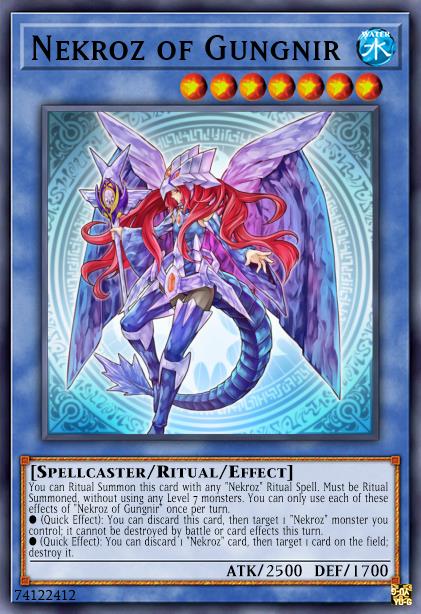 NEKROZ OF GUNGNIR
WATER
水
[SPELLCASTER/RITUAL/EFFECT]
You can Ritual Summon this card with any "Nekroz" Ritual Spell. Must be Ritual
Summoned, without using any Level 7 monsters. You can only use each of these
effects of "Nekroz of Gungnir" once per turn.
● (Quick Effect): You can discard this card, then target 1 "Nekroz" monster you
control; it cannot be destroyed by battle or card effects this turn.
● (Quick Effect): You can discard 1 "Nekroz" card, then target 1 card on the field;
destroy it.
ATK/2500 DEF/1700
74122412